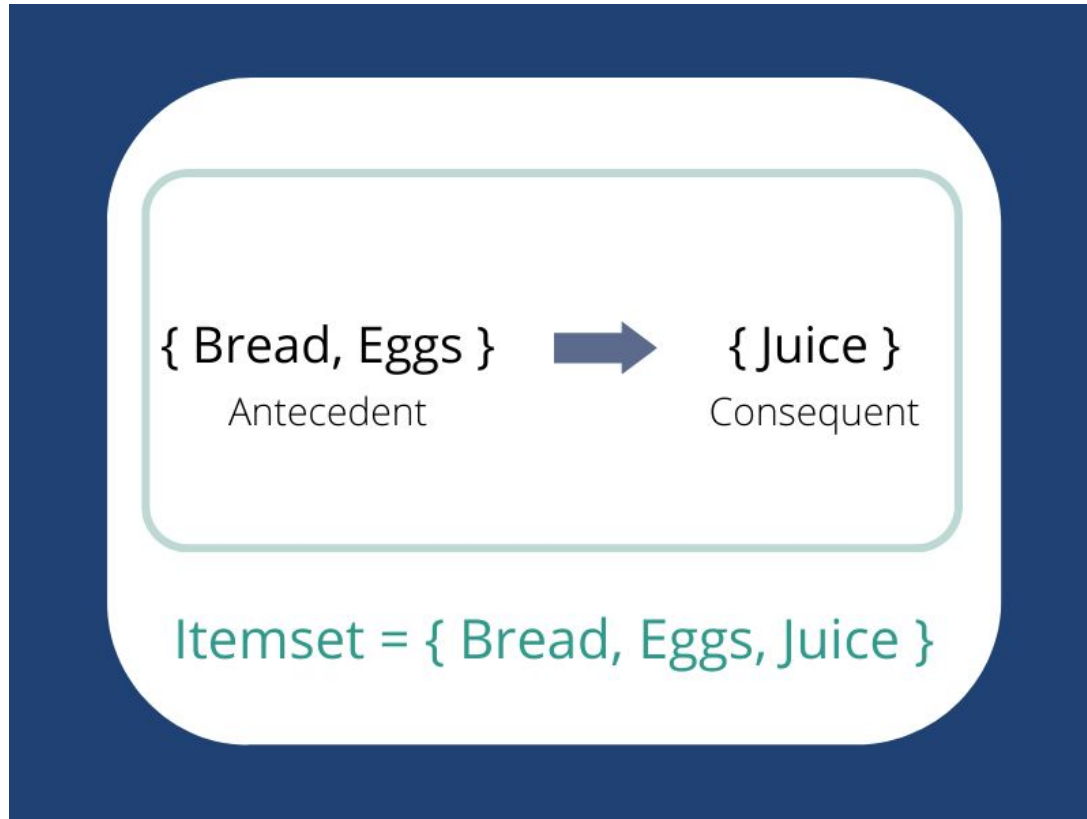 { Bread, Eggs } { Juice }
Antecedent Consequent
Itemset = { Bread, Eggs, Juice }